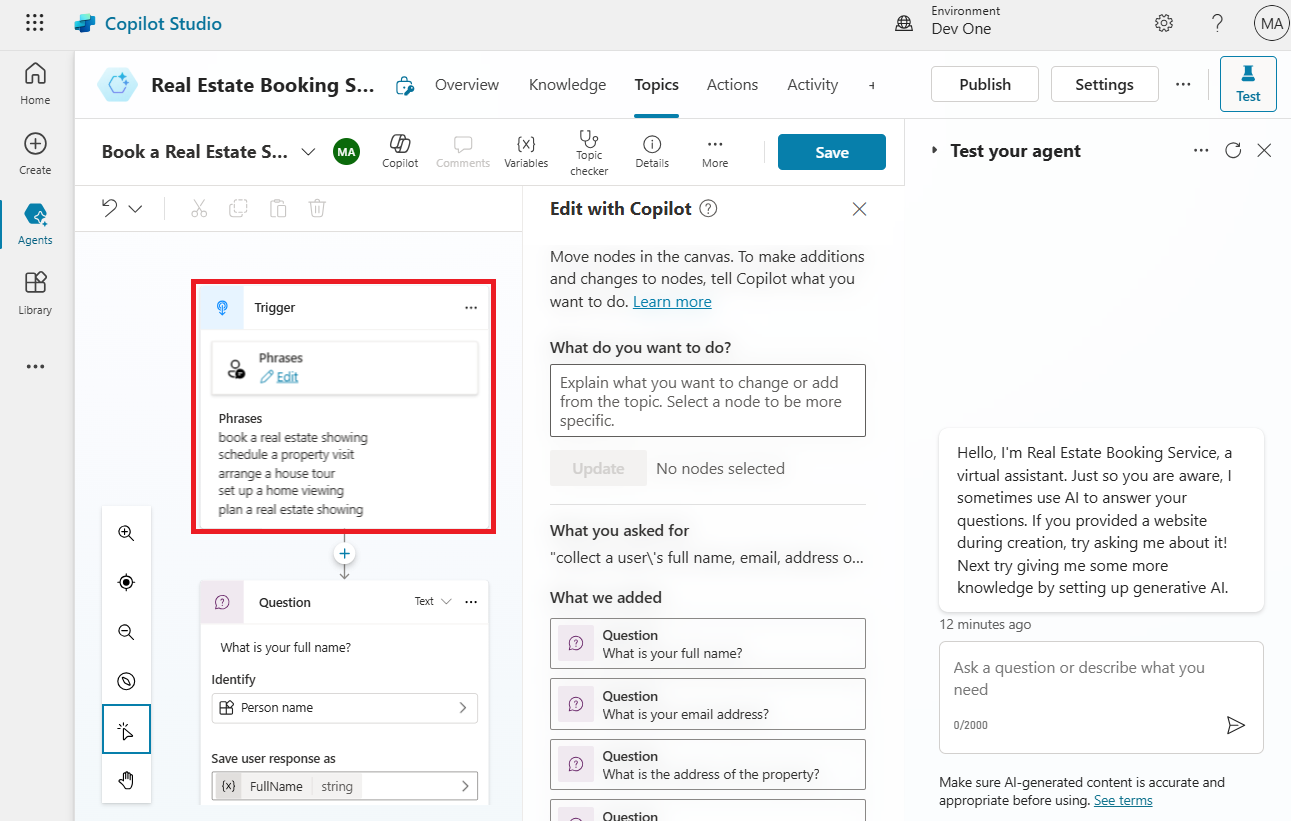 Copilot Studio
Environment
Dev One
MA
Home
Create
Agents
Library
Real Estate Booking S...
Overview
Knowledge
Topics
Actions
Activity
+
Publish
Settings
...
Test
Book a Real Estate S...
MA
Copilot
Comments
{x}
Variables
Topic
checker
Details
More
Save
Trigger
Phrases
Edit
Phrases
book a real estate showing
schedule a property visit
arrange a house tour
set up a home viewing
plan a real estate showing
Question
Text
What is your full name?
Identify
Person name
Save user response as
{x} FullName string
Edit with Copilot
Move nodes in the canvas. To make additions
and changes to nodes, tell Copilot what you
want to do. Learn more
What do you want to do?
Explain what you want to change or add
from the topic. Select a node to be more
specific.
Update
No nodes selected
What you asked for
"collect a user\'s full name, email, address o...
What we added
Question
What is your full name?
Question
What is your email address?
Question
What is the address of the property?
Question
Test your agent
Hello, I'm Real Estate Booking Service, a
virtual assistant. Just so you are aware, I
sometimes use AI to answer your
questions. If you provided a website
during creation, try asking me about it!
Next try giving me some more
knowledge by setting up generative AI.
12 minutes ago
Ask a question or describe what you
need
0/2000
Make sure AI-generated content is accurate and
appropriate before using. See terms